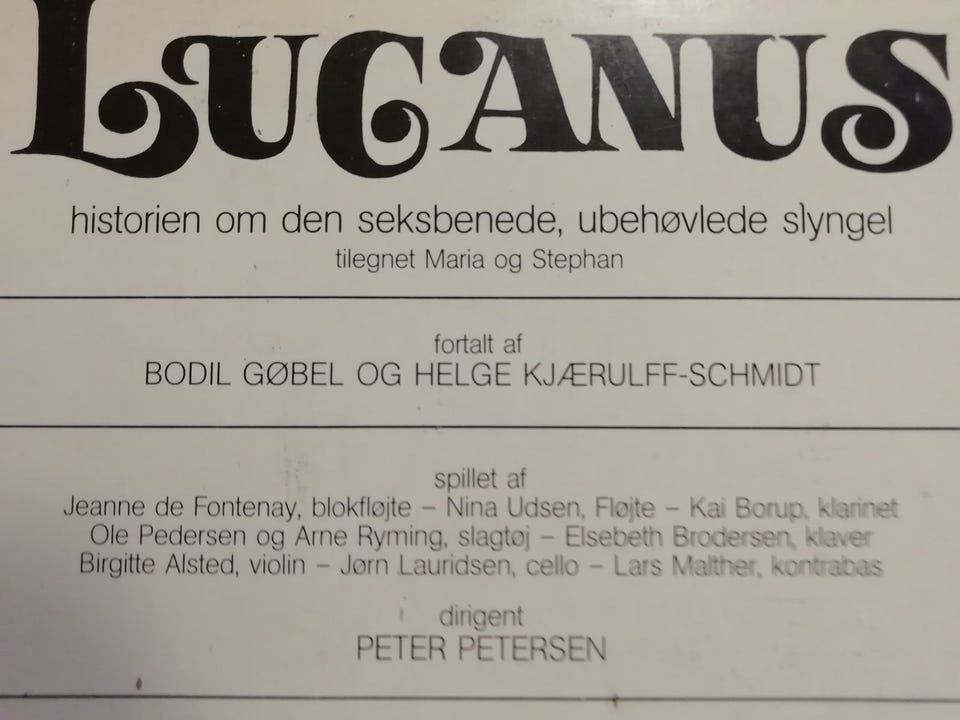 LUCANUS
historien om den seksbenede, ubehøvlede slyngel
tilegnet Maria og Stephan
fortalt af
BODIL GØBEL OG HELGE KJÆRULFF-SCHMIDT
spillet af
Jeanne de Fontenay, blokfløjte – Nina Udsen, Fløjte – Kai Borup, klarinet
Ole Pedersen og Arne Ryming, slagtøj – Elsebeth Brodersen, klaver
Birgitte Alsted, violin – Jørn Lauridsen, cello – Lars Malther, kontrabas
dirigent
PETER PETERSEN